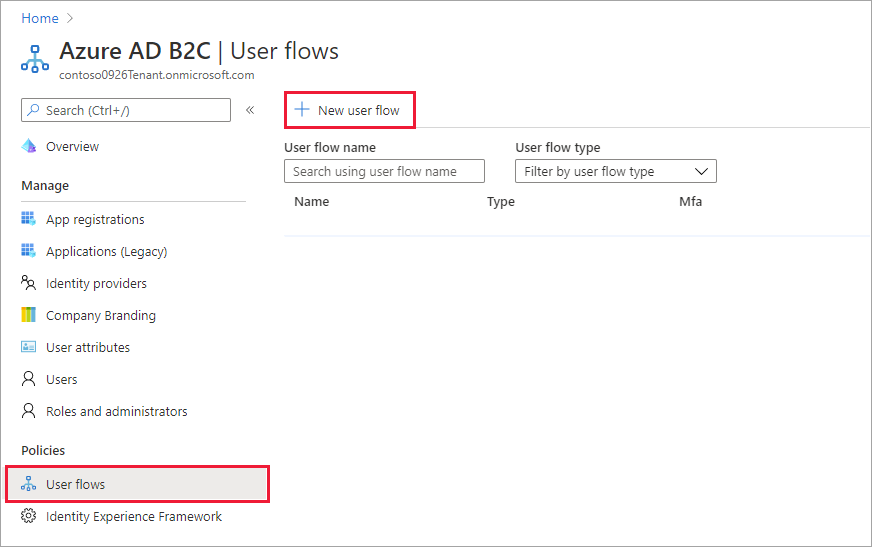 Home
Azure AD B2C | User flows
contoso0926Tenant.onmicrosoft.com
Search (Ctrl+/)
«
New user flow
Overview
User flow name
User flow type
Search using user flow name
Filter by user flow type
Manage
Name
Type
Mfa
App registrations
Applications (Legacy)
Identity providers
Company Branding
User attributes
Users
Roles and administrators
Policies
User flows
Identity Experience Framework